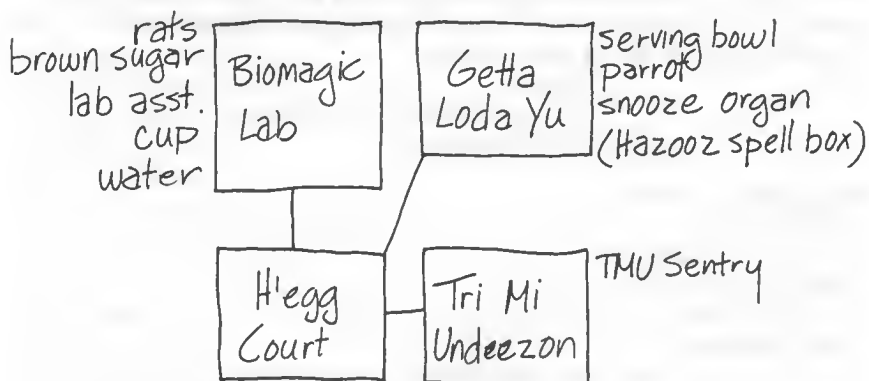 rats
brown sugar
lab asst.
cup
water
Biomagic
Lab
Getta
Loda Yu
serving bowl
parrot
snooze organ
(Hazooz spell box)
H'egg
Court
Tri Mi
Undeezon
TMU Sentry